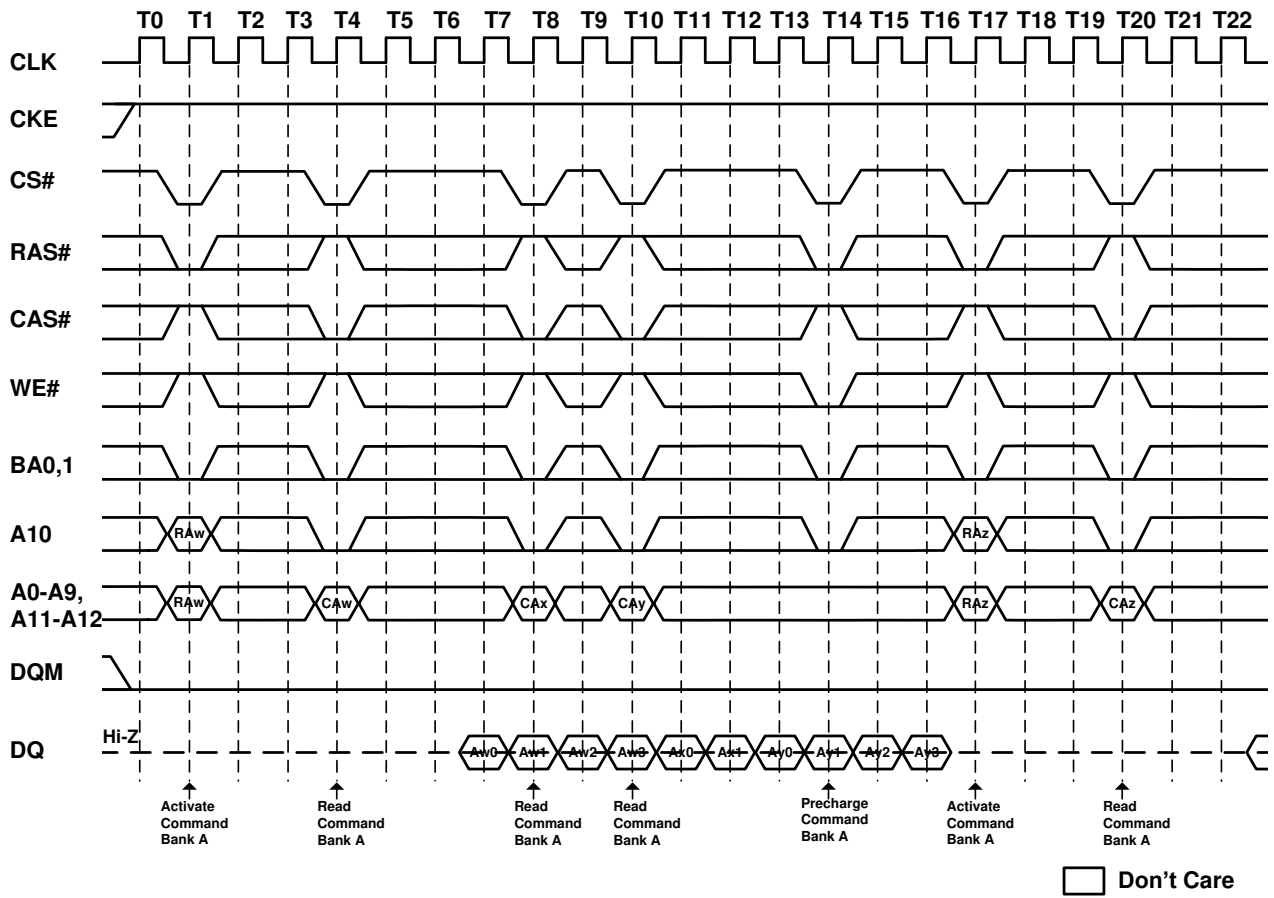 T0 T1 T2 T3 T4 T5 T6 T7 T8 T9 T10 T11 T12 T13 T14 T15 T16 T17 T18 T19 T20 T21 T22
CLK
CKE
CS#
RAS#
CAS#
WE#
BA0,1
A10 RAw RAz
A0-A9,
A11-A12 RAw CAw CAx CAy RAz CAz
DQM
DQ Hi-Z Aw0 Aw1 Aw2 Aw3 Ax0 Ax1 Ay0 Ay1 Ay2 Ay3
Activate
Command
Bank A
Read
Command
Bank A
Read
Command
Bank A
Read
Command
Bank A
Precharge
Command
Bank A
Activate
Command
Bank A
Read
Command
Bank A
Don't Care